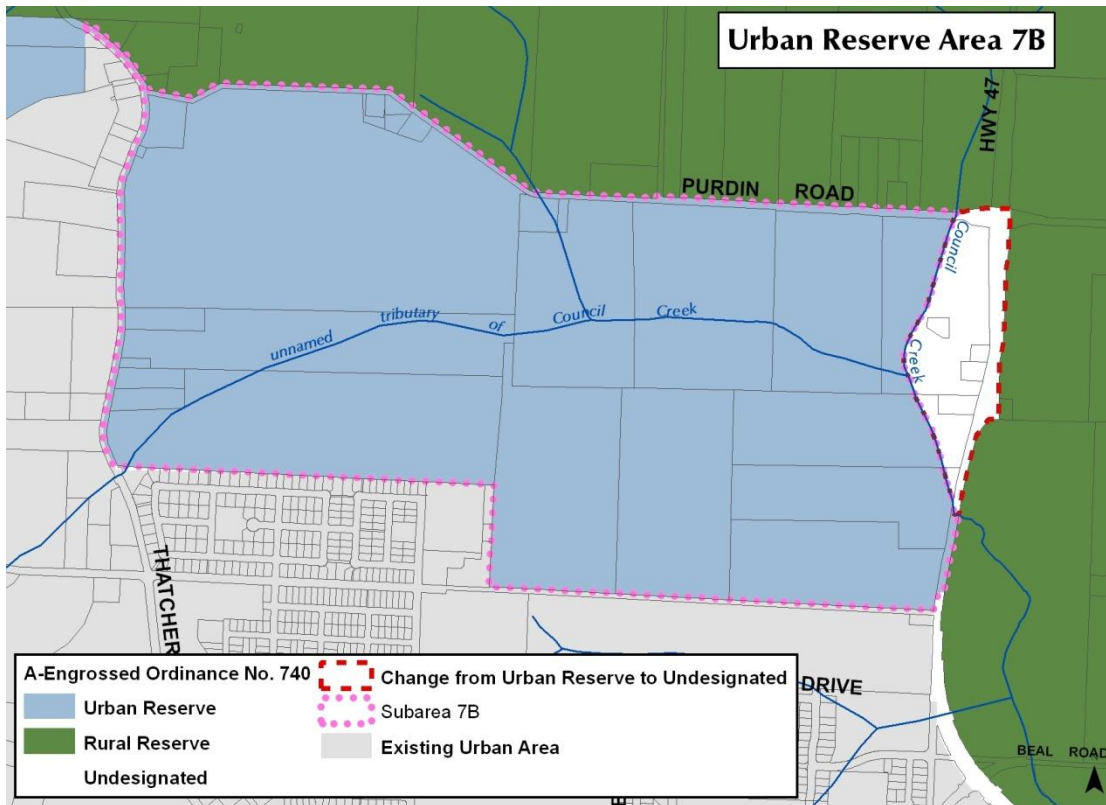 Urban Reserve Area 7B
HWY 47
PURDIN ROAD
Council
Creek
unnamed tributary of Council Creek
THATCHER
DRIVE
BEAL ROAD
A-Engrossed Ordinance No. 740
Urban Reserve
Rural Reserve
Undesignated
Change from Urban Reserve to Undesignated
Subarea 7B
Existing Urban Area